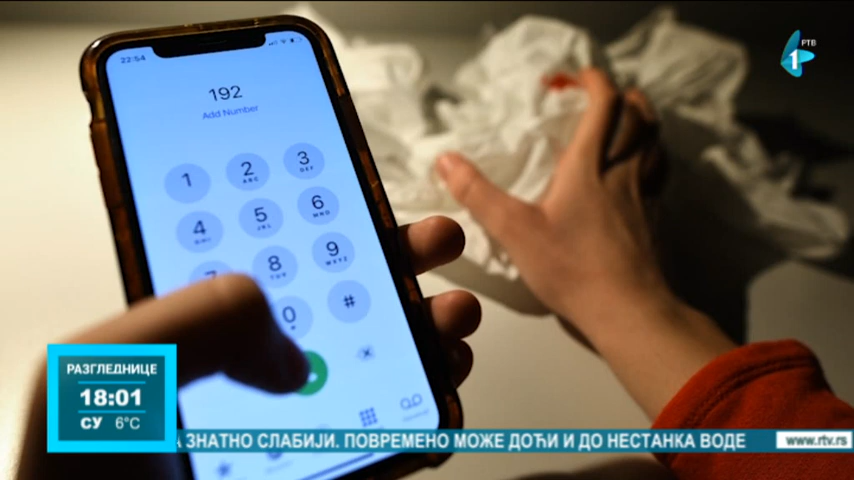 22:54
192
Add Number
1
2
ABC
3
DEF
4
GHI
5
JKL
6
MNO
7
8
TUV
9
WXYZ
0
+
#
РТВ
1
РАЗГЛЕДНИЦЕ
18:01
СУ 6°C
А ЗНАТНО СЛАБИЈИ. ПОВРЕМЕНО МОЖЕ ДОЋИ И ДО НЕСТАНКА ВОДЕ
www.rtv.rs